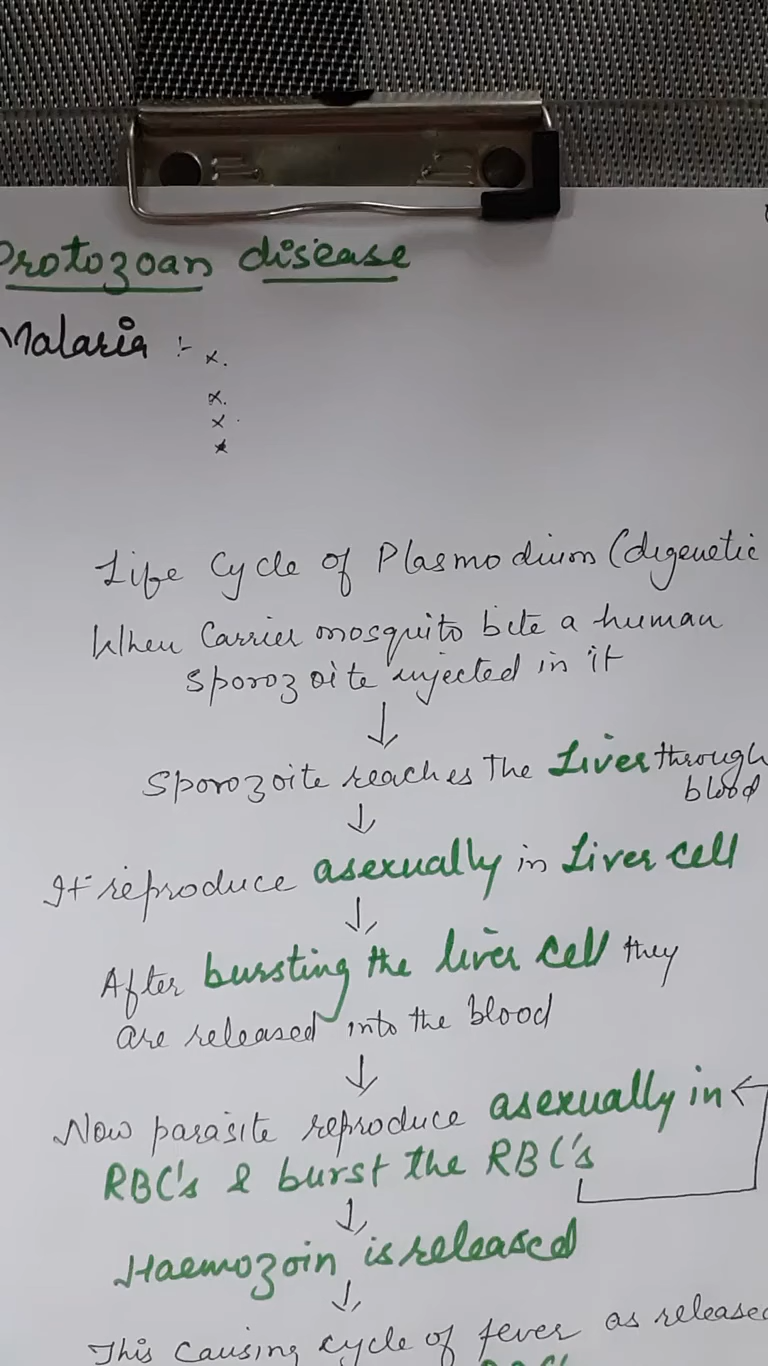 Protozoan disease
Malaria :- x.
x.
x
x
Life Cycle of Plasmodium (digenetic
When Carrier mosquito bite a human
sporozoite injected in it
↓
Sporozoite reaches The Liver through
blood
↓
It reproduce asexually in Liver cell
↓
After bursting the liver cell they
are released into the blood
↓
Now parasite reproduce asexually in
RBC's & burst the RBC's
↓
Haemozoin is released
↓
This causing cycle of fever as released